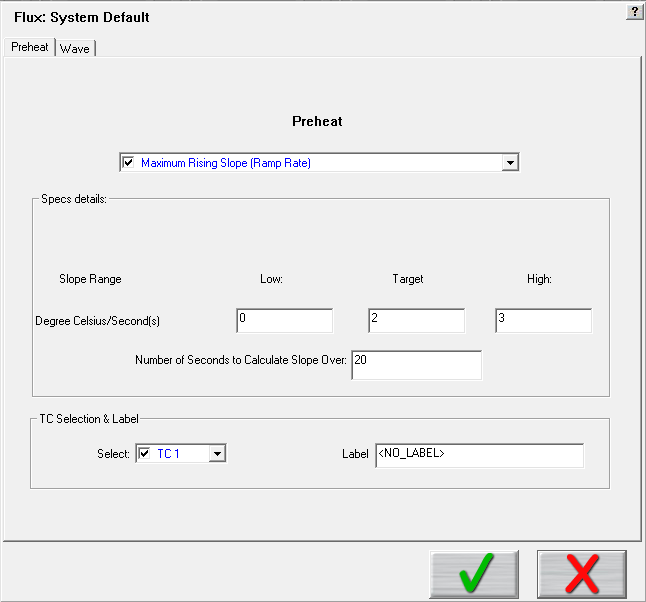 Flux: System Default
?
Preheat Wave
Preheat
Maximum Rising Slope (Ramp Rate)
Specs details:
Slope Range Low: Target High:
Degree Celsius/Second(s) 0 2 3
Number of Seconds to Calculate Slope Over: 20
TC Selection & Label
Select: TC 1 Label <NO_LABEL>